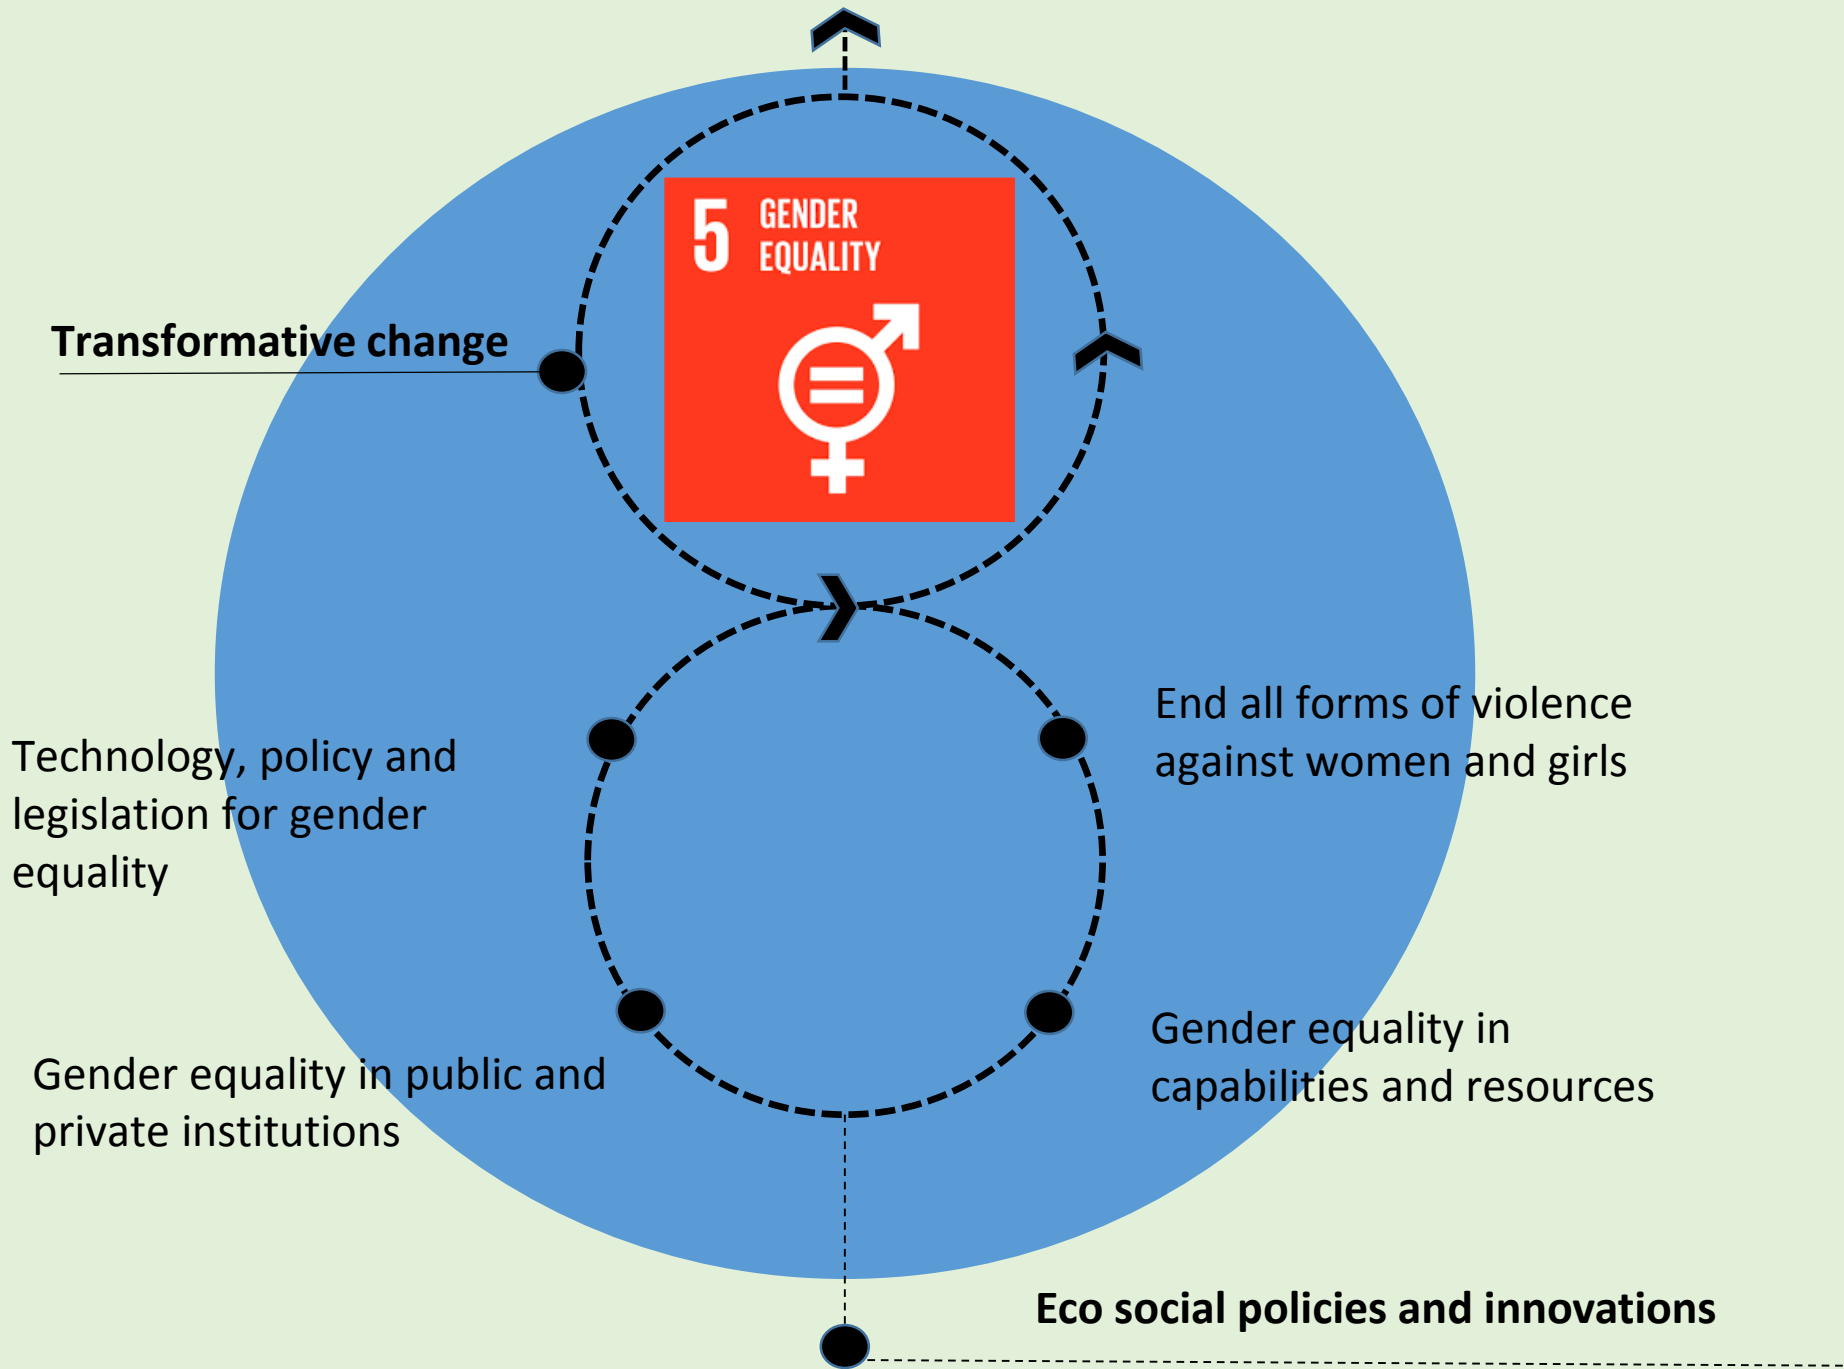 5 GENDER
EQUALITY
Transformative change
Technology, policy and
legislation for gender
equality
End all forms of violence
against women and girls
Gender equality in public and
private institutions
Gender equality in
capabilities and resources
Eco social policies and innovations